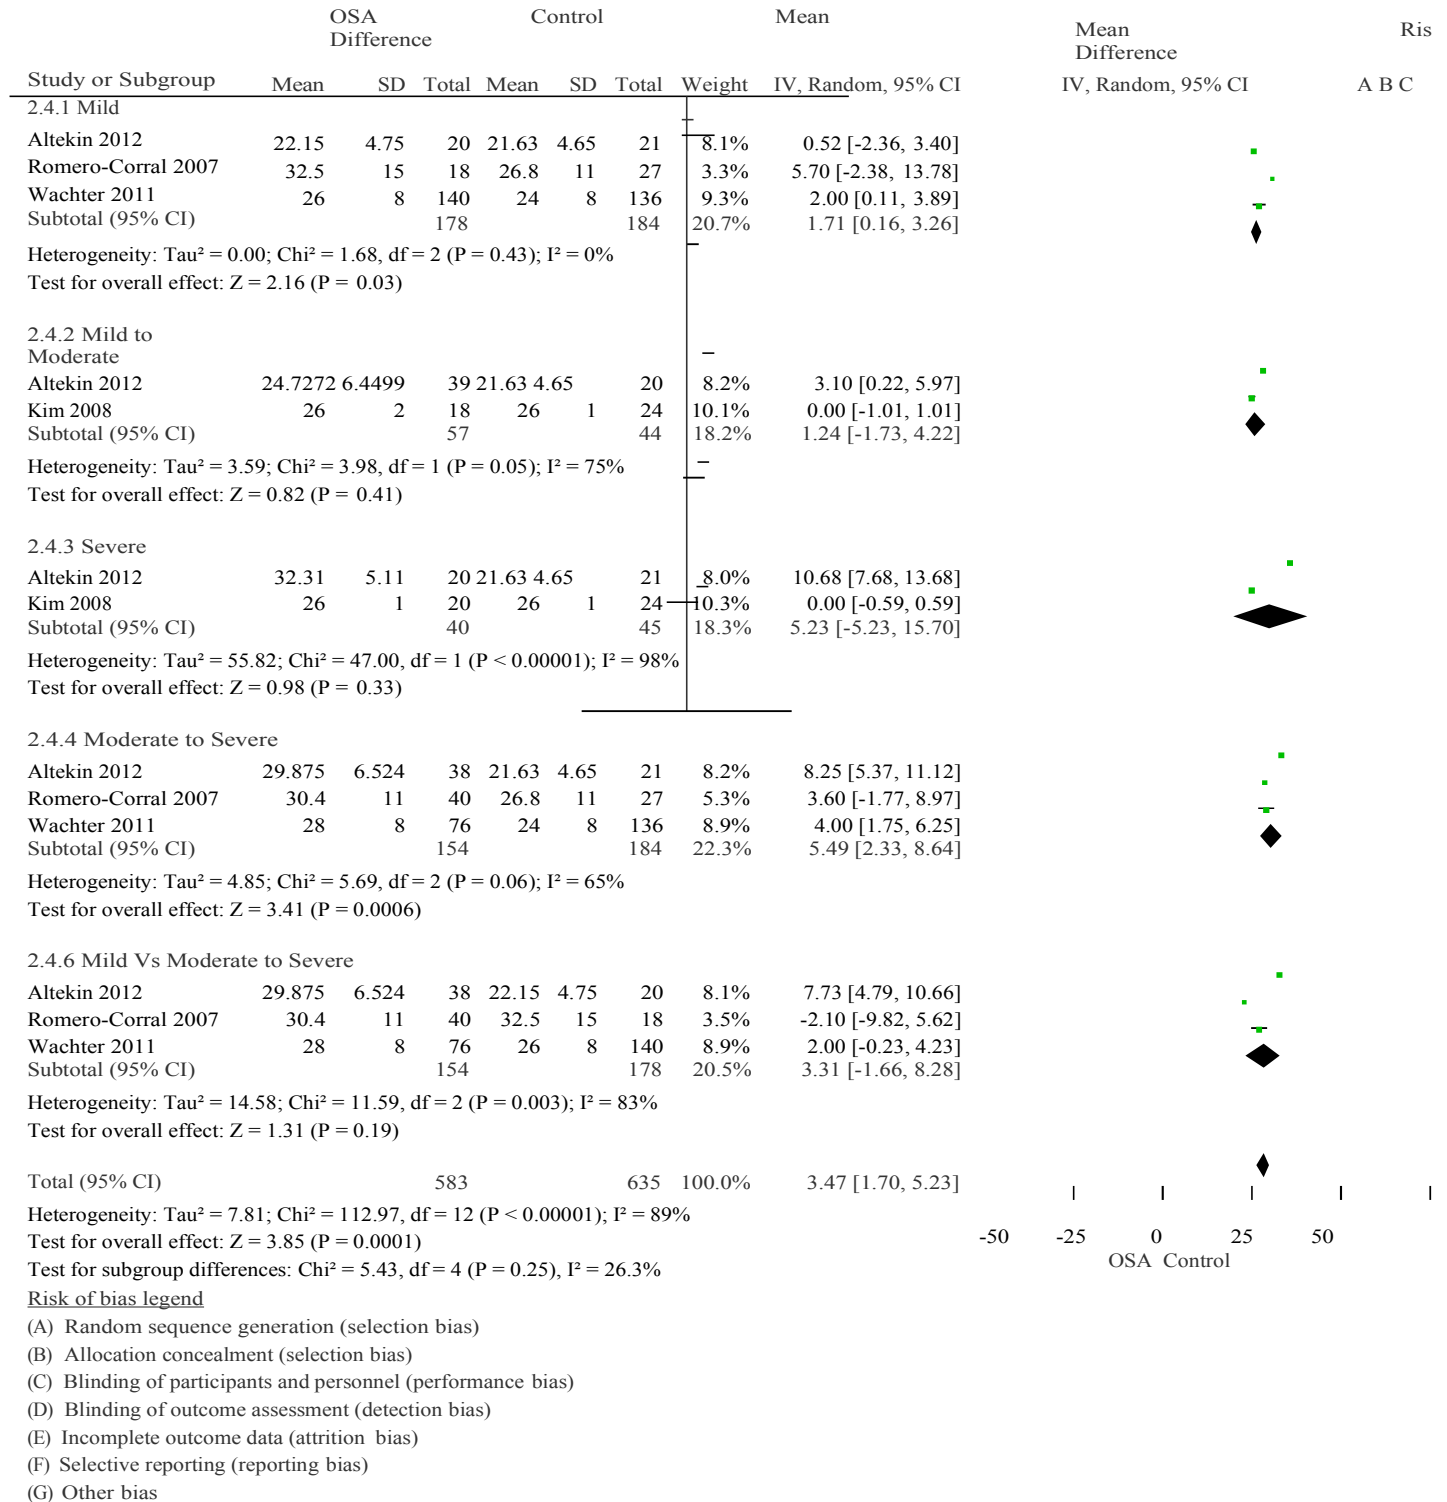 OSA Control Mean
Difference
Mean Ris
Difference
Study or Subgroup Mean SD Total Mean SD Total Weight IV, Random, 95% CI IV, Random, 95% CI A B C
2.4.1 Mild
Altekin 2012 22.15 4.75 20 21.63 4.65 21 8.1% 0.52 [-2.36, 3.40]
Romero-Corral 2007 32.5 15 18 26.8 11 27 3.3% 5.70 [-2.38, 13.78]
Wachter 2011 26 8 140 24 8 136 9.3% 2.00 [0.11, 3.89]
Subtotal (95% CI) 178 184 20.7% 1.71 [0.16, 3.26]
Heterogeneity: Tau² = 0.00; Chi² = 1.68, df = 2 (P = 0.43); I² = 0%
Test for overall effect: Z = 2.16 (P = 0.03)
2.4.2 Mild to
Moderate
Altekin 2012 24.7272 6.4499 39 21.63 4.65 20 8.2% 3.10 [0.22, 5.97]
Kim 2008 26 2 18 26 1 24 10.1% 0.00 [-1.01, 1.01]
Subtotal (95% CI) 57 44 18.2% 1.24 [-1.73, 4.22]
Heterogeneity: Tau² = 3.59; Chi² = 3.98, df = 1 (P = 0.05); I² = 75%
Test for overall effect: Z = 0.82 (P = 0.41)
2.4.3 Severe
Altekin 2012 32.31 5.11 20 21.63 4.65 21 8.0% 10.68 [7.68, 13.68]
Kim 2008 26 1 20 26 1 24 10.3% 0.00 [-0.59, 0.59]
Subtotal (95% CI) 40 45 18.3% 5.23 [-5.23, 15.70]
Heterogeneity: Tau² = 55.82; Chi² = 47.00, df = 1 (P < 0.00001); I² = 98%
Test for overall effect: Z = 0.98 (P = 0.33)
2.4.4 Moderate to Severe
Altekin 2012 29.875 6.524 38 21.63 4.65 21 8.2% 8.25 [5.37, 11.12]
Romero-Corral 2007 30.4 11 40 26.8 11 27 5.3% 3.60 [-1.77, 8.97]
Wachter 2011 28 8 76 24 8 136 8.9% 4.00 [1.75, 6.25]
Subtotal (95% CI) 154 184 22.3% 5.49 [2.33, 8.64]
Heterogeneity: Tau² = 4.85; Chi² = 5.69, df = 2 (P = 0.06); I² = 65%
Test for overall effect: Z = 3.41 (P = 0.0006)
2.4.6 Mild Vs Moderate to Severe
Altekin 2012 29.875 6.524 38 22.15 4.75 20 8.1% 7.73 [4.79, 10.66]
Romero-Corral 2007 30.4 11 40 32.5 15 18 3.5% -2.10 [-9.82, 5.62]
Wachter 2011 28 8 76 26 8 140 8.9% 2.00 [-0.23, 4.23]
Subtotal (95% CI) 154 178 20.5% 3.31 [-1.66, 8.28]
Heterogeneity: Tau² = 14.58; Chi² = 11.59, df = 2 (P = 0.003); I² = 83%
Test for overall effect: Z = 1.31 (P = 0.19)
Total (95% CI) 583 635 100.0% 3.47 [1.70, 5.23]
Heterogeneity: Tau² = 7.81; Chi² = 112.97, df = 12 (P < 0.00001); I² = 89%
Test for overall effect: Z = 3.85 (P = 0.0001)
-50 -25 0 25 50
OSA Control
Test for subgroup differences: Chi² = 5.43, df = 4 (P = 0.25), I² = 26.3%
Risk of bias legend
(A) Random sequence generation (selection bias)
(B) Allocation concealment (selection bias)
(C) Blinding of participants and personnel (performance bias)
(D) Blinding of outcome assessment (detection bias)
(E) Incomplete outcome data (attrition bias)
(F) Selective reporting (reporting bias)
(G) Other bias